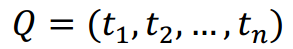 Q = (t₁, t₂, …, tₙ)